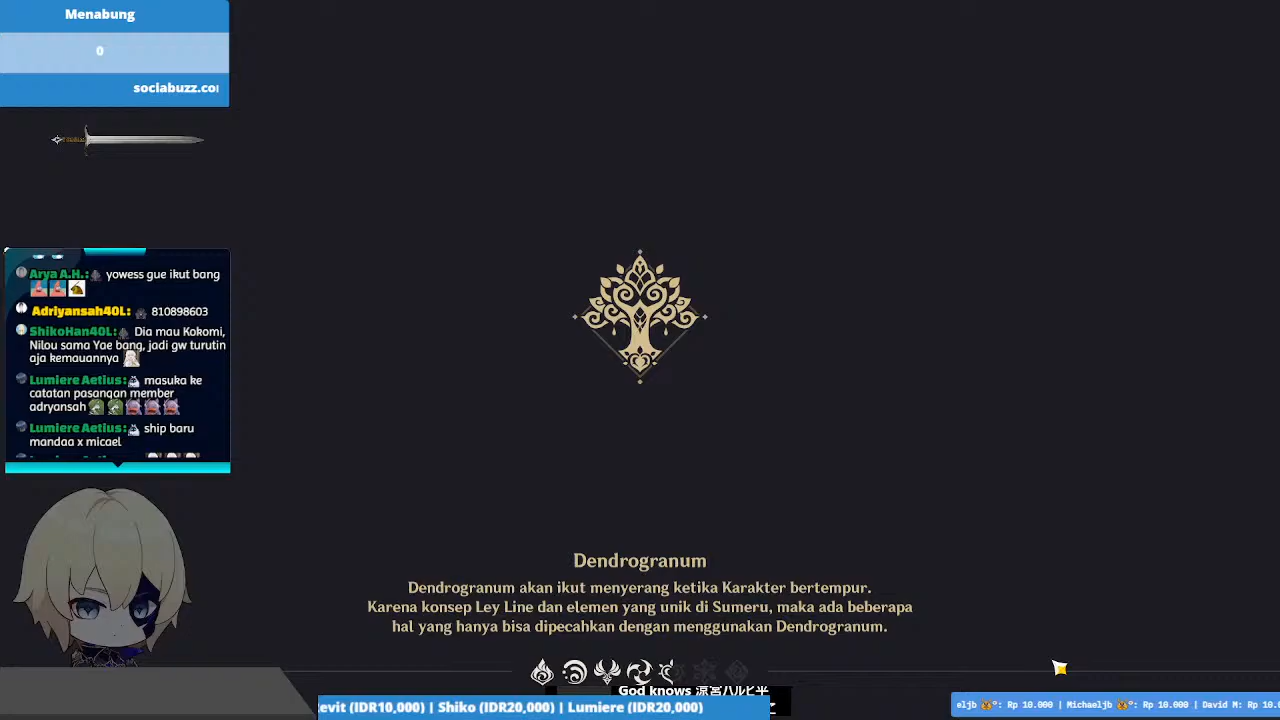 Menabung
0
sociabuzz.co
Arya A.H.: yowess gue ikut bang
Adriyansah40L: 810898603
ShikoHan40L: Dia mau Kokomi,
Nilou sama Yae bang, jadi gw turutin
aja kemauannya
Lumiere Aetius: masuka ke
catatan pasangan member
adryansah
Lumiere Aetius: ship baru
mandaa x micael
Dendrogranum
Dendrogranum akan ikut menyerang ketika Karakter bertempur.
Karena konsep Ley Line dan elemen yang unik di Sumeru, maka ada beberapa
hal yang hanya bisa dipecahkan dengan menggunakan Dendrogranum.
God knows 涼宮ハルヒ
evit (IDR10,000) | Shiko (IDR20,000) | Lumiere (IDR20,000)
eljb : Rp 10.000 | Michaeljb : Rp 10.000 | David M: Rp 10.